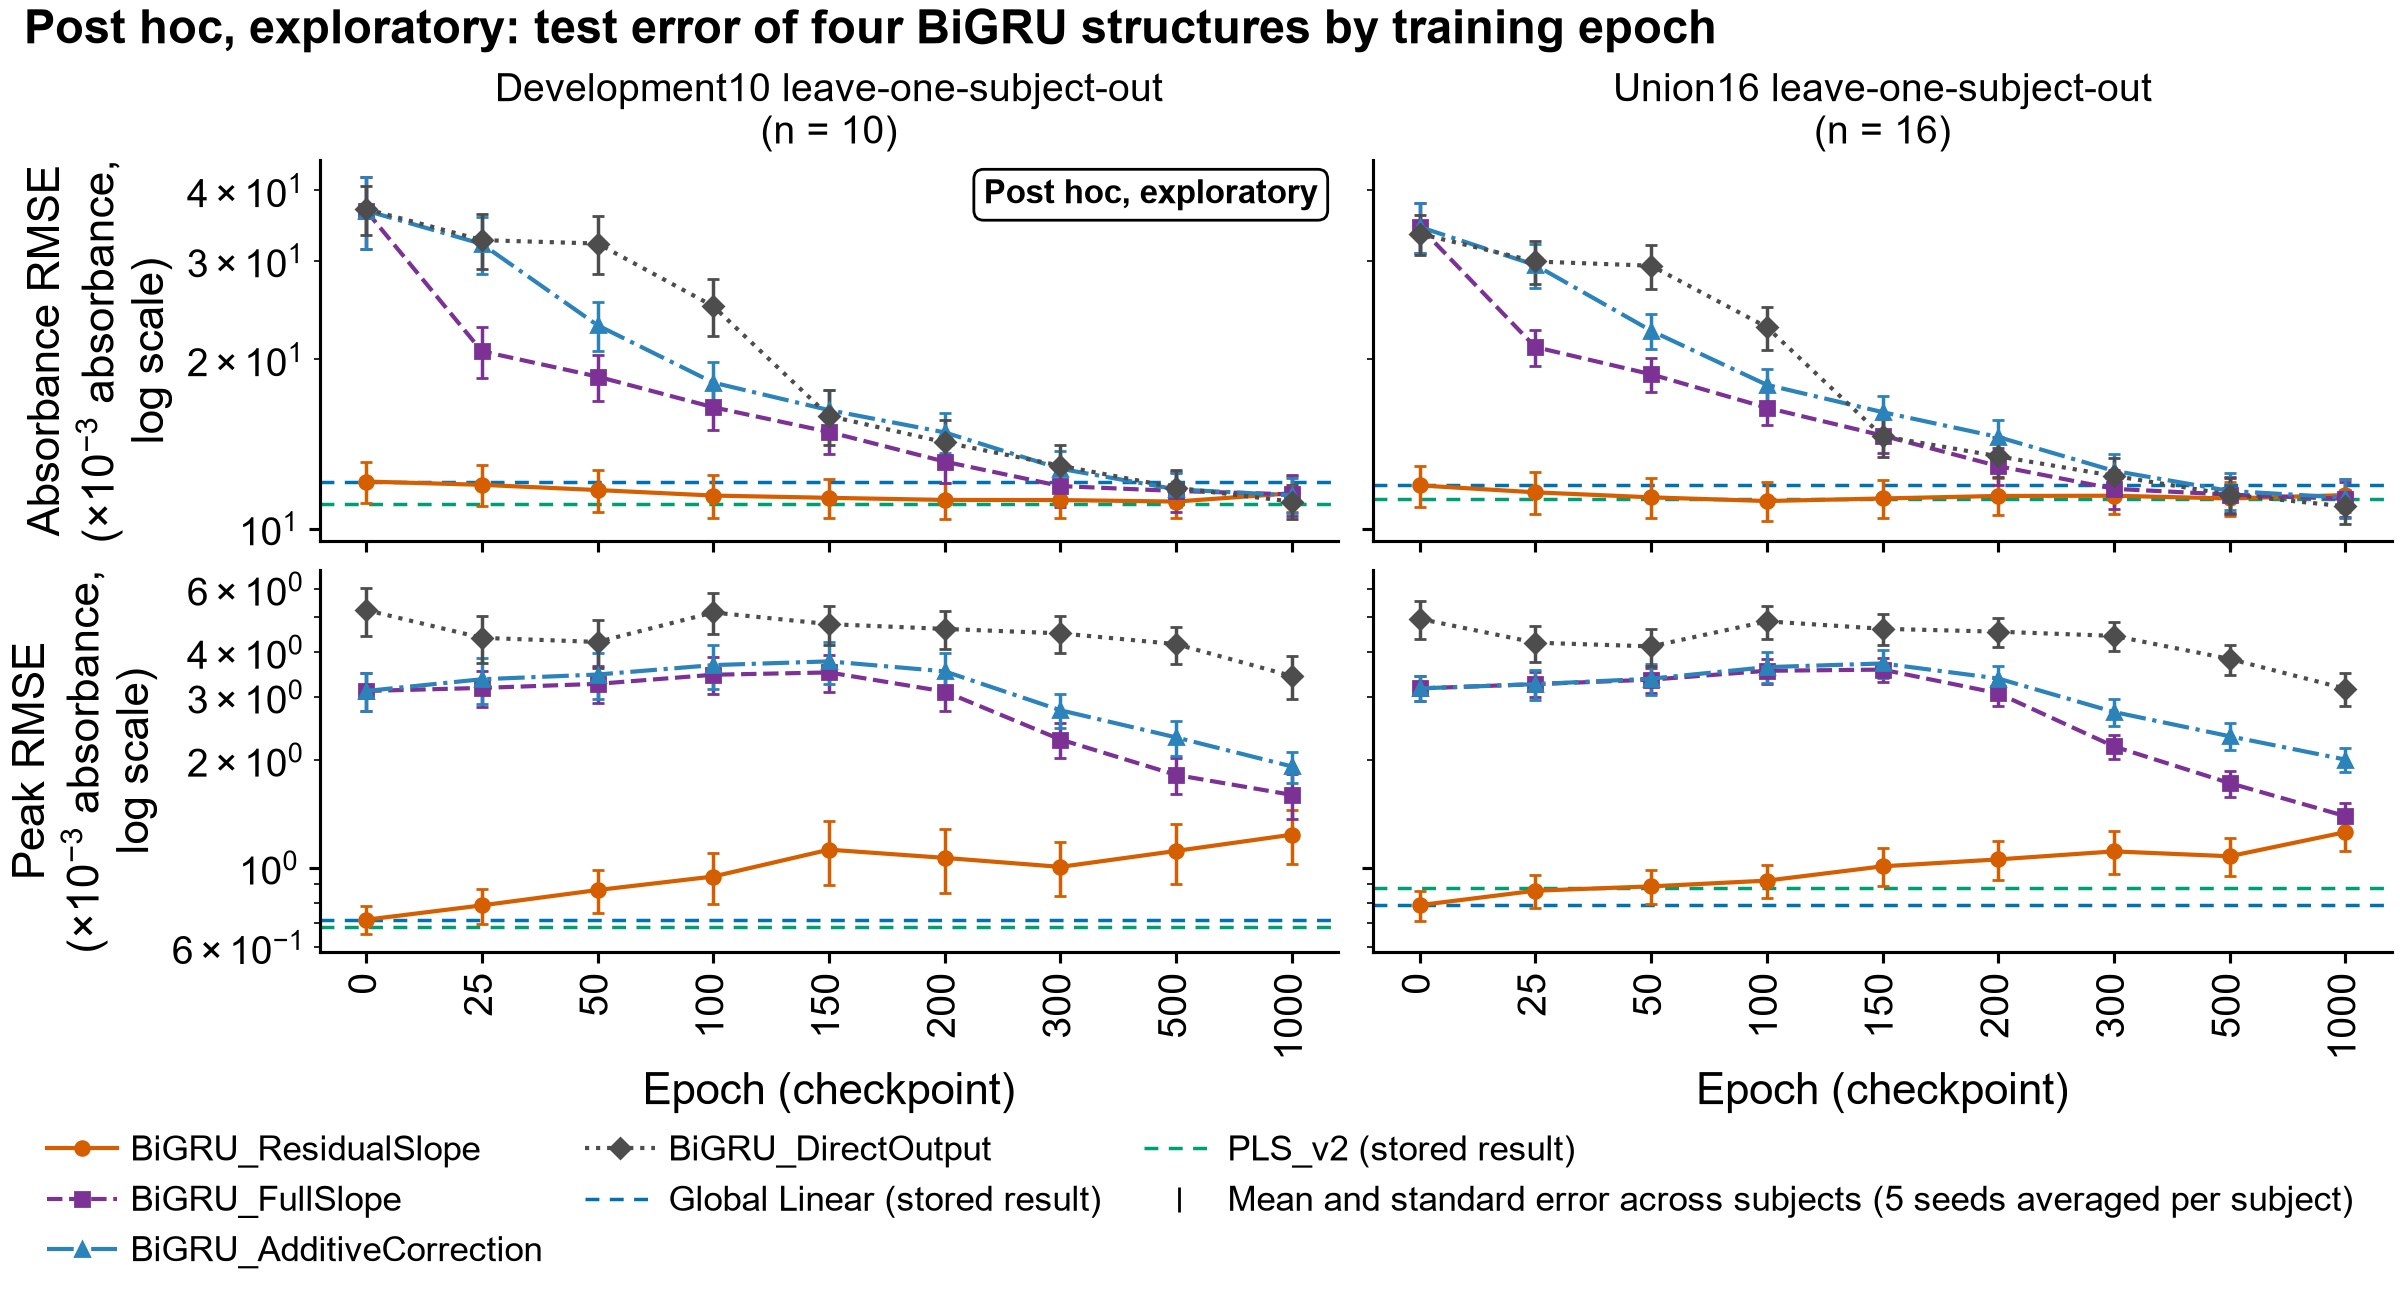 Post hoc, exploratory: test error of four BiGRU structures by training epoch
Development10 leave-one-subject-out
(n = 10)
Union16 leave-one-subject-out
(n = 16)
Absorbance RMSE
(×10⁻³ absorbance,
log scale)
4 × 10¹
3 × 10¹
2 × 10¹
10¹
Post hoc, exploratory
Peak RMSE
(×10⁻³ absorbance,
log scale)
6 × 10⁰
4 × 10⁰
3 × 10⁰
2 × 10⁰
10⁰
6 × 10⁻¹
0 25 50 100 150 200 300 500 1000
0 25 50 100 150 200 300 500 1000
Epoch (checkpoint)
Epoch (checkpoint)
BiGRU_ResidualSlope
BiGRU_FullSlope
BiGRU_AdditiveCorrection
BiGRU_DirectOutput
Global Linear (stored result)
PLS_v2 (stored result)
Mean and standard error across subjects (5 seeds averaged per subject)